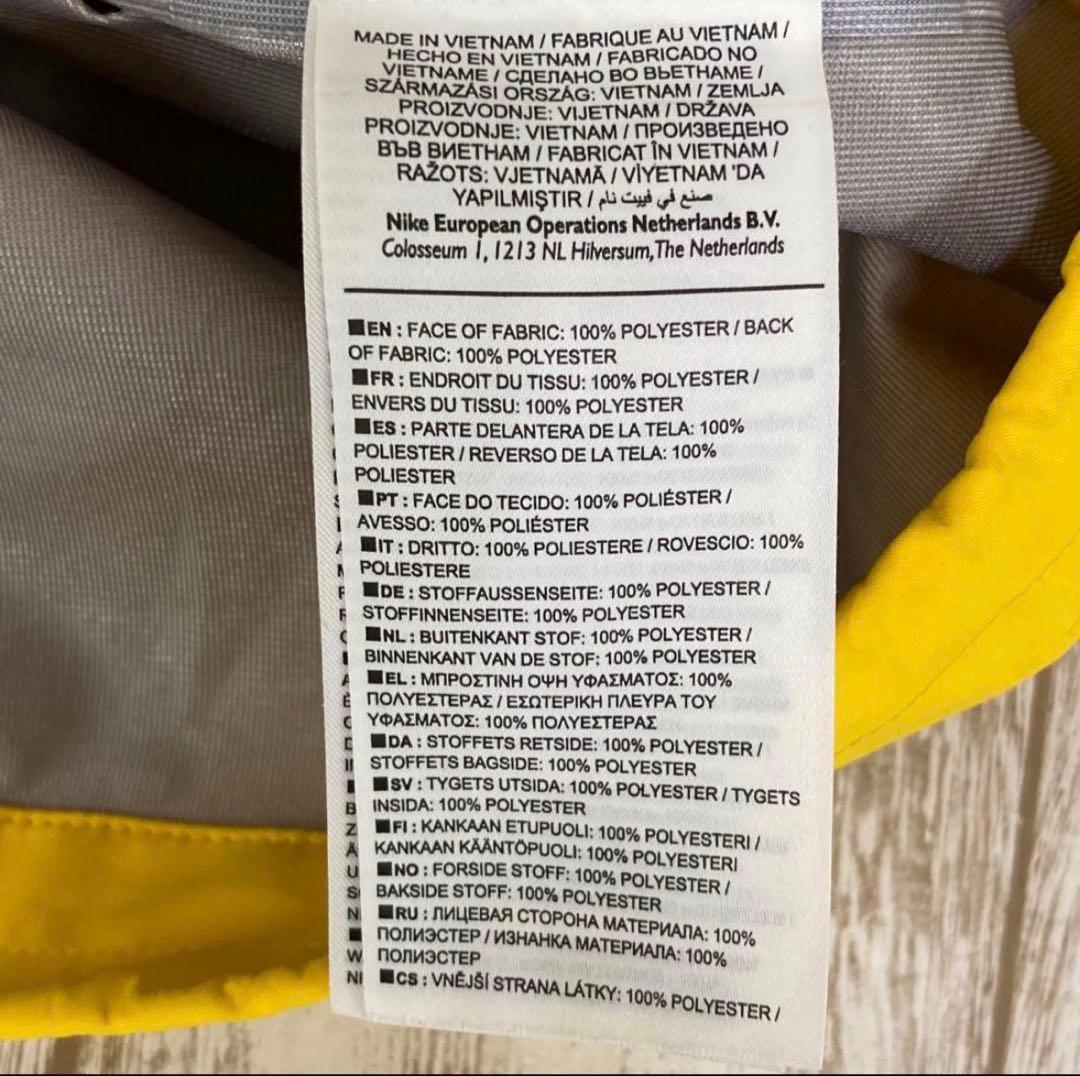 MADE IN VIETNAM / FABRIQUE AU VIETNAM /
HECHO EN VIETNAM / FABRICADO NO
VIETNAME / СДЕЛАНО ВО ВЬЕТНАМЕ /
SZÁRMAZÁSI ORSZÁG: VIETNAM / ZEMLJA
PROIZVODNJE: VIJETNAM / DRŽAVA
PROIZVODNJE: VIETNAM / ПРОИЗВЕДЕНО
ВЪВ ВИЕТНАМ / FABRICAT ÎN VIETNAM /
RAŽOTS: VJETNAMĀ / VİYETNAM 'DA
YAPILMIŞTIR / صنع في فييت نام
Nike European Operations Netherlands B.V.
Colosseum 1, 1213 NL Hilversum, The Netherlands
■EN : FACE OF FABRIC: 100% POLYESTER / BACK
OF FABRIC: 100% POLYESTER
■FR : ENDROIT DU TISSU: 100% POLYESTER /
ENVERS DU TISSU: 100% POLYESTER
■ES : PARTE DELANTERA DE LA TELA: 100%
POLIESTER / REVERSO DE LA TELA: 100%
POLIESTER
■PT : FACE DO TECIDO: 100% POLIÉSTER /
AVESSO: 100% POLIÉSTER
■IT : DRITTO: 100% POLIESTERE / ROVESCIO: 100%
POLIESTERE
■DE : STOFFAUSSENSEITE: 100% POLYESTER /
STOFFINNENSEITE: 100% POLYESTER
■NL : BUITENKANT STOF: 100% POLYESTER /
BINNENKANT VAN DE STOF: 100% POLYESTER
■EL : ΜΠΡΟΣΤΙΝΗ ΟΨΗ ΥΦΑΣΜΑΤΟΣ: 100%
ΠΟΛΥΕΣΤΕΡΑΣ / ΕΣΩΤΕΡΙΚΗ ΠΛΕΥΡΑ ΤΟΥ
ΥΦΑΣΜΑΤΟΣ: 100% ΠΟΛΥΕΣΤΕΡΑΣ
■DA : STOFFETS RETSIDE: 100% POLYESTER /
STOFFETS BAGSIDE: 100% POLYESTER
■SV : TYGETS UTSIDA: 100% POLYESTER / TYGETS
INSIDA: 100% POLYESTER
■FI : KANKAAN ETUPUOLI: 100% POLYESTERI /
KANKAAN KÄÄNTÖPUOLI: 100% POLYESTERI
■NO : FORSIDE STOFF: 100% POLYESTER /
BAKSIDE STOFF: 100% POLYESTER
■RU : ЛИЦЕВАЯ СТОРОНА МАТЕРИАЛА: 100%
ПОЛИЭСТЕР / ИЗНАНКА МАТЕРИАЛА: 100%
ПОЛИЭСТЕР
■CS : VNĚJŠÍ STRANA LÁTKY: 100% POLYESTER /